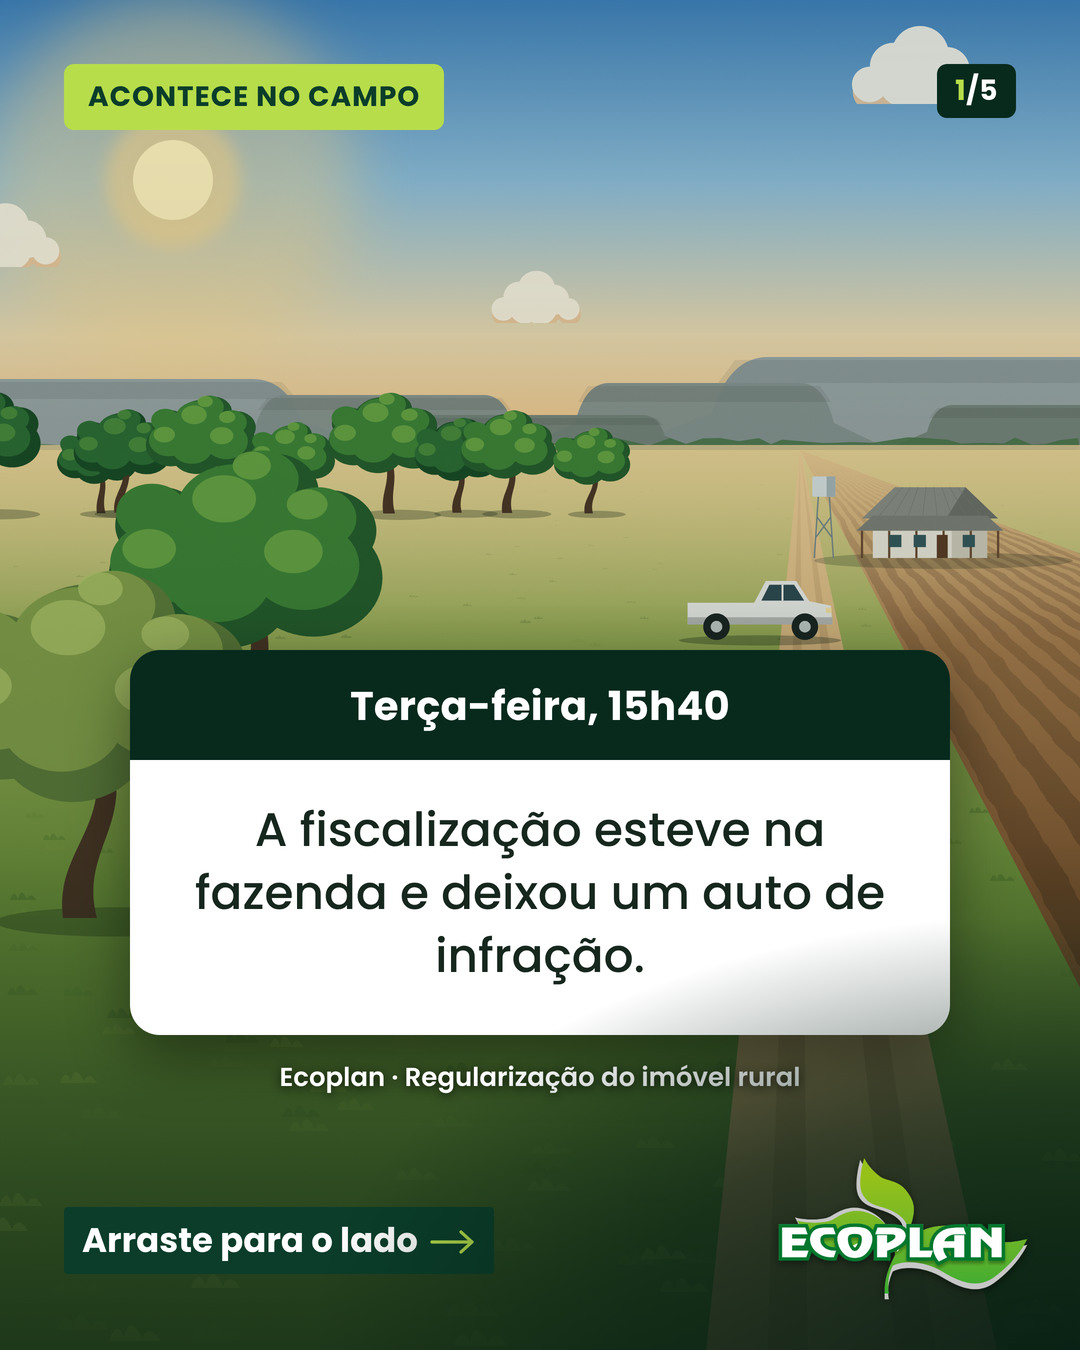 ACONTECE NO CAMPO
1/5
Terça-feira, 15h40
A fiscalização esteve na
fazenda e deixou um auto de
infração.
Ecoplan · Regularização do imóvel rural
Arraste para o lado →
ECOPLAN